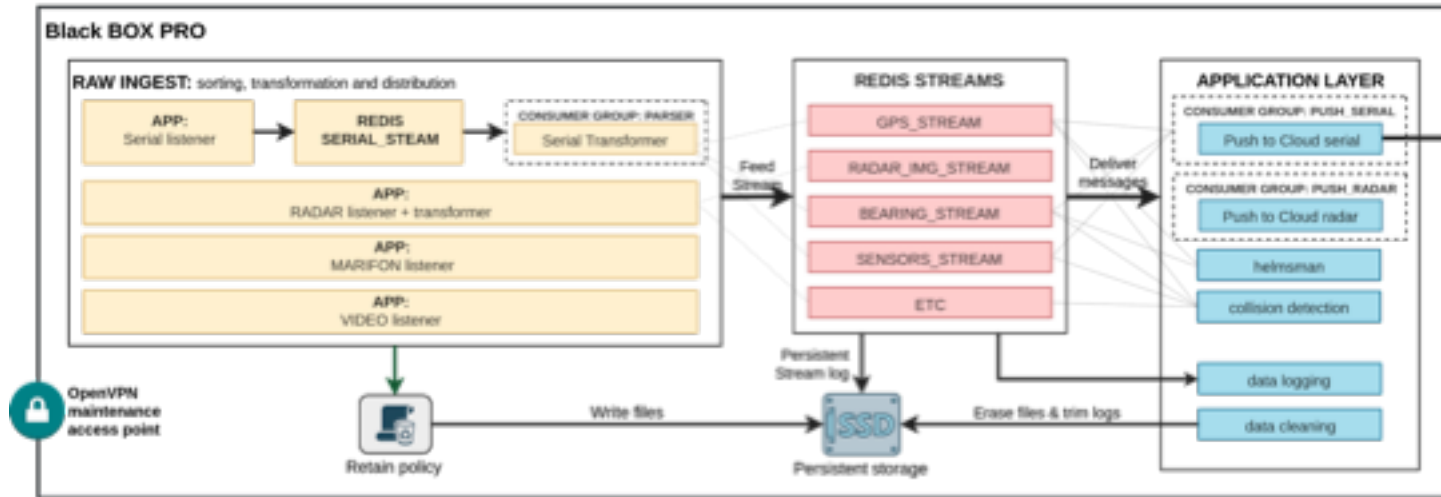 Black BOX PRO
RAW INGEST: sorting, transformation and distribution
APP:
Serial listener
REDIS
SERIAL_STEAM
CONSUMER GROUP: PARSER
Serial Transformer
APP:
RADAR listener + transformer
APP:
MARIFON listener
APP:
VIDEO listener
Feed
Stream
REDIS STREAMS
GPS_STREAM
RADAR_IMG_STREAM
BEARING_STREAM
SENSORS_STREAM
ETC
Deliver
messages
APPLICATION LAYER
CONSUMER GROUP: PUSH_SERIAL
Push to Cloud serial
CONSUMER GROUP: PUSH_RADAR
Push to Cloud radar
helmsman
collision detection
data logging
data cleaning
OpenVPN
maintenance
access point
Retain policy
Write files
Persistent
Stream log
SSD
Persistent storage
Erase files & trim logs